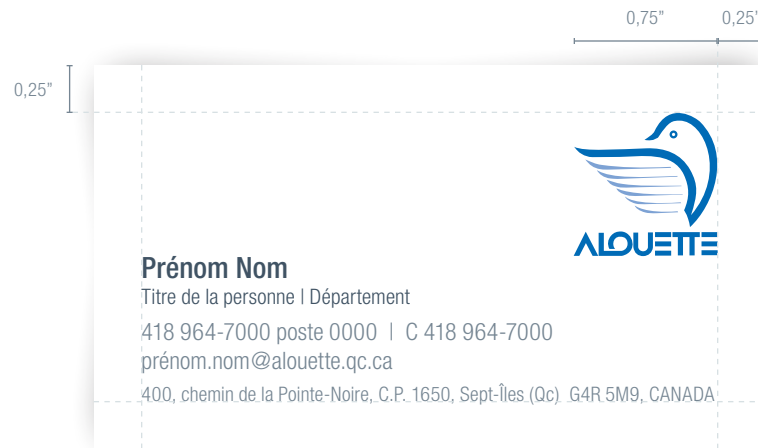 0,75” 0,25”
0,25”
ALOUETTE
Prénom Nom
Titre de la personne | Département
418 964-7000 poste 0000 | C 418 964-7000
prénom.nom@alouette.qc.ca
400, chemin de la Pointe-Noire, C.P. 1650, Sept-Îles (Qc) G4R 5M9, CANADA